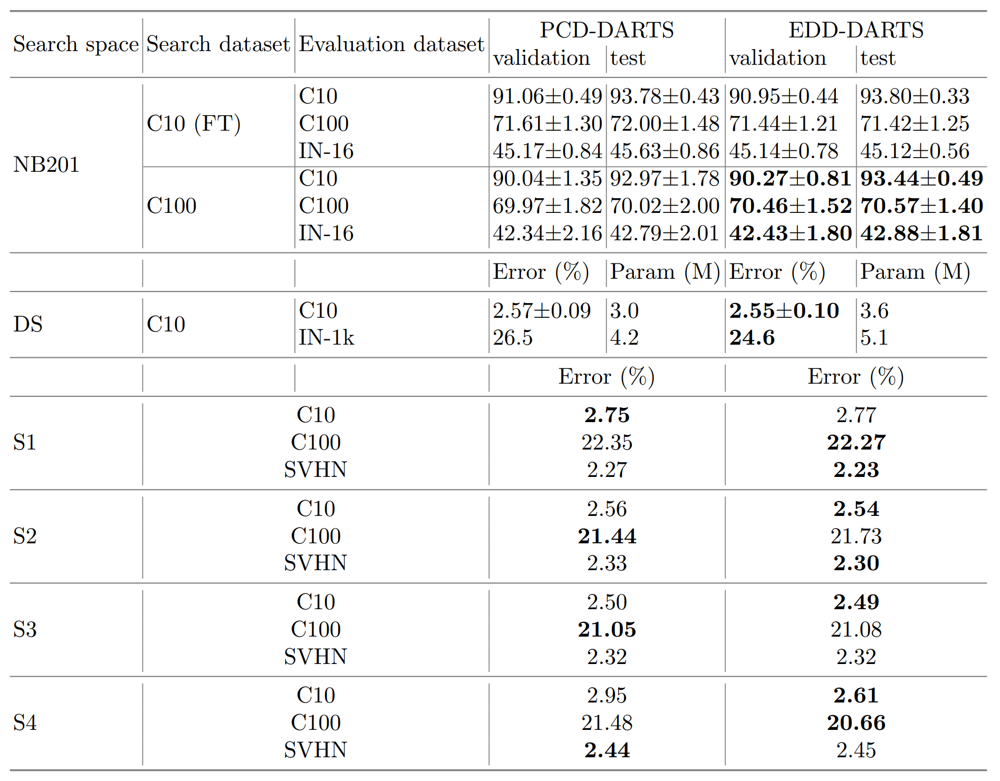 Search space Search dataset Evaluation dataset PCD-DARTS EDD-DARTS
validation test validation test
NB201 C10 (FT) C10 91.06±0.49 93.78±0.43 90.95±0.44 93.80±0.33
C100 71.61±1.30 72.00±1.48 71.44±1.21 71.42±1.25
IN-16 45.17±0.84 45.63±0.86 45.14±0.78 45.12±0.56
C100 C10 90.04±1.35 92.97±1.78 90.27±0.81 93.44±0.49
C100 69.97±1.82 70.02±2.00 70.46±1.52 70.57±1.40
IN-16 42.34±2.16 42.79±2.01 42.43±1.80 42.88±1.81
Error (%) Param (M) Error (%) Param (M)
DS C10 C10 2.57±0.09 3.0 2.55±0.10 3.6
IN-1k 26.5 4.2 24.6 5.1
Error (%) Error (%)
S1 C10 2.75 2.77
C100 22.35 22.27
SVHN 2.27 2.23
S2 C10 2.56 2.54
C100 21.44 21.73
SVHN 2.33 2.30
S3 C10 2.50 2.49
C100 21.05 21.08
SVHN 2.32 2.32
S4 C10 2.95 2.61
C100 21.48 20.66
SVHN 2.44 2.45